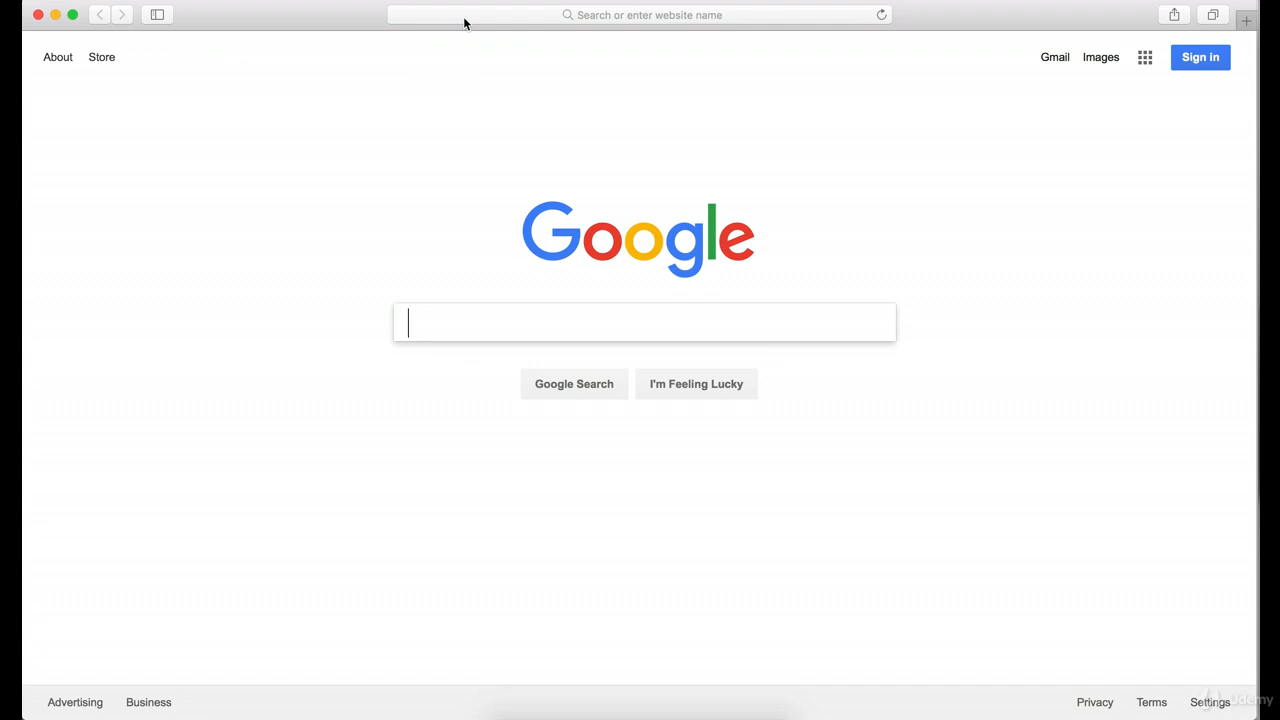 Search or enter website name
About Store Gmail Images Sign in
Google
Google Search I'm Feeling Lucky
Advertising Business Privacy Terms Settings
Udemy